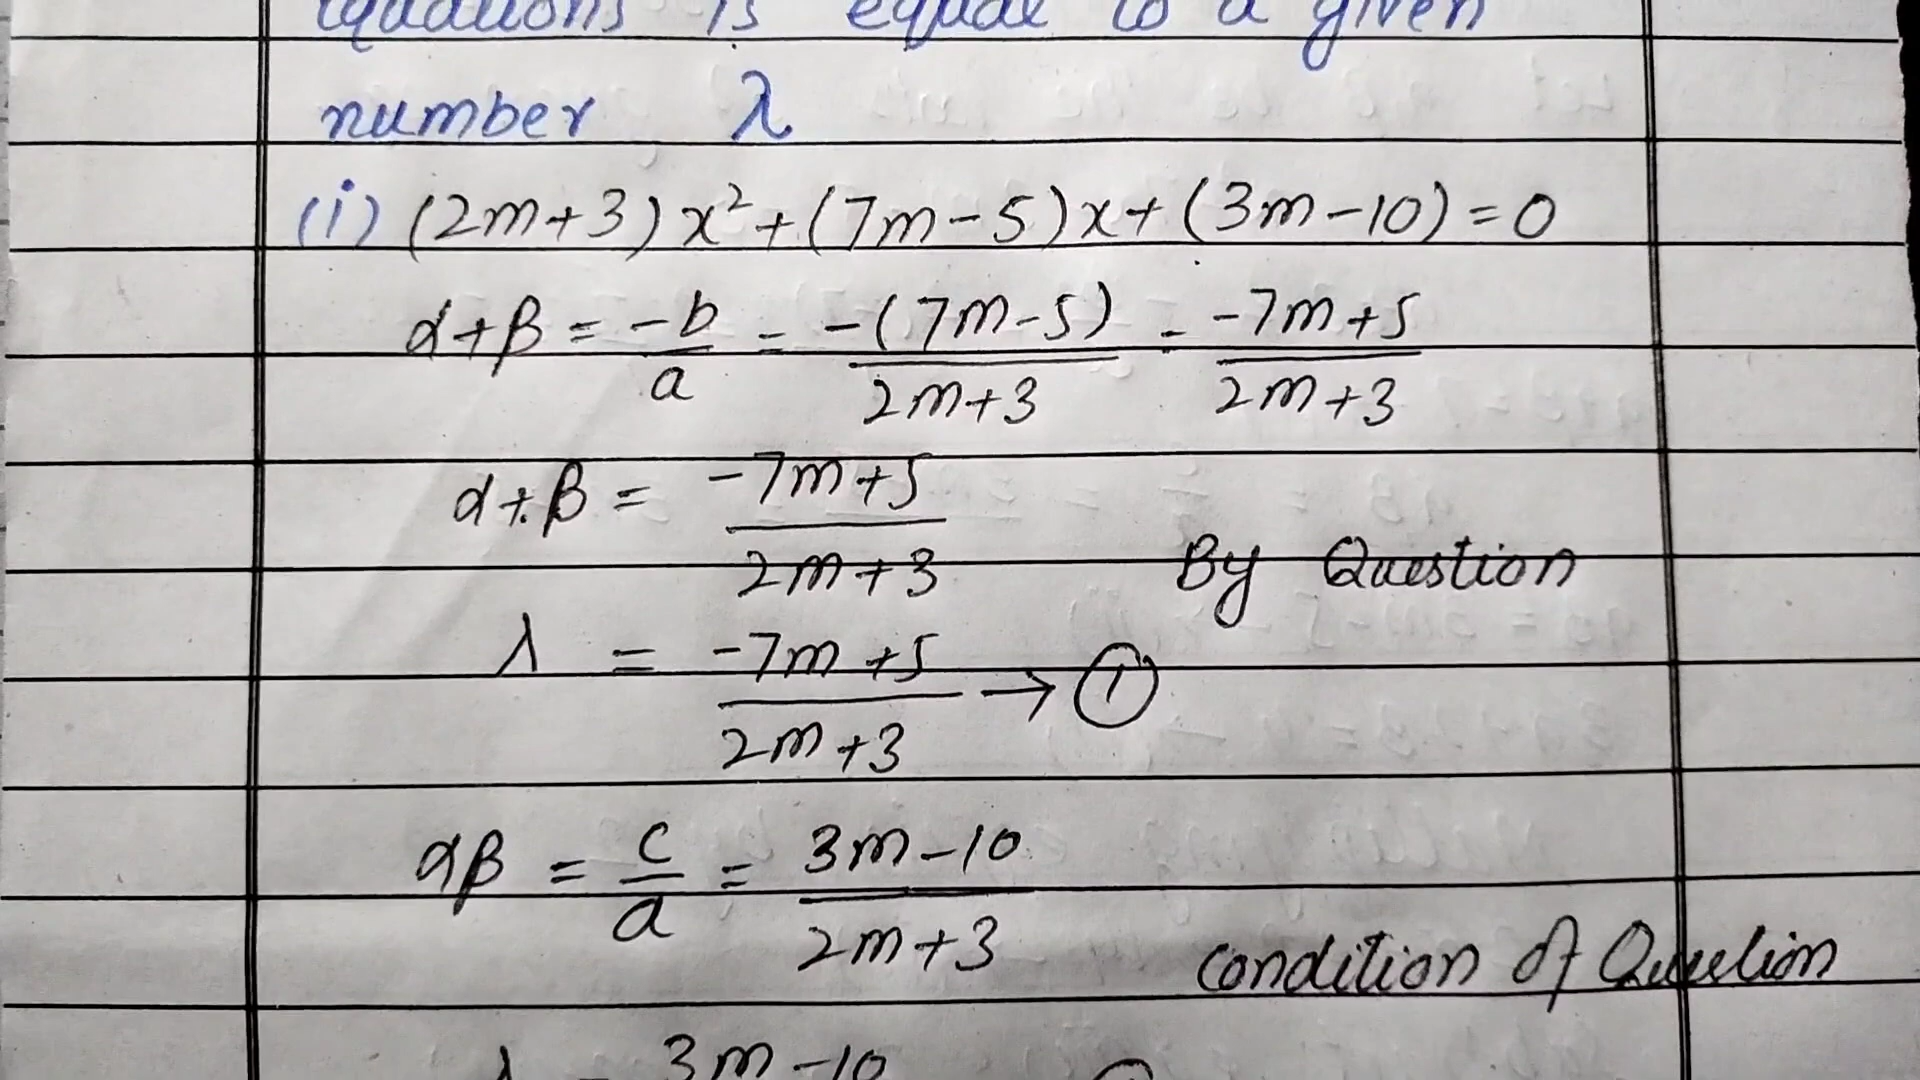 equations is equal to a given
number λ
(i) (2m+3)x²+(7m-5)x+(3m-10)=0
α+β = -b/a = -(7m-5)/2m+3 = -7m+5/2m+3
α+β = -7m+5/2m+3
By Question
λ = -7m+5/2m+3 → ①
αβ = c/a = 3m-10/2m+3
condition of Question
λ = 3m-10